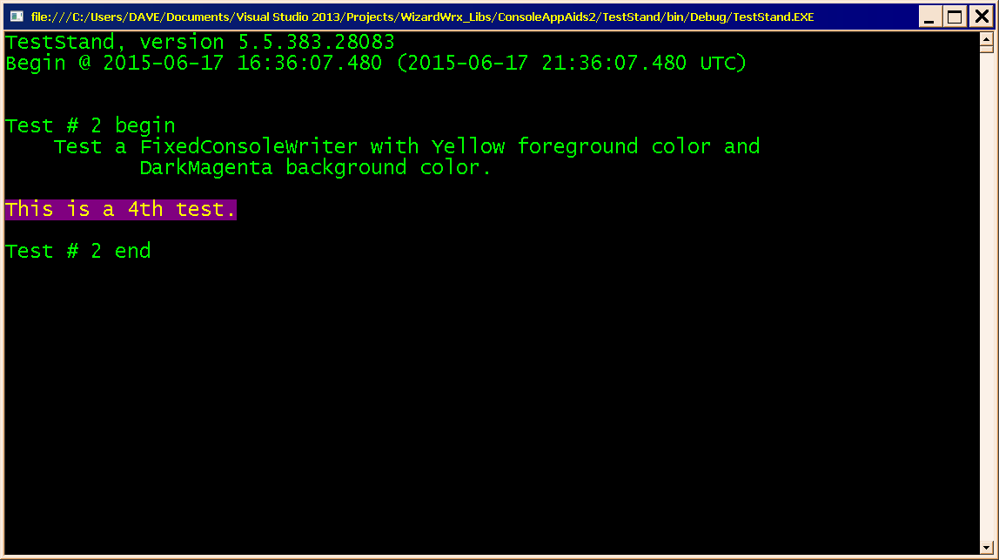 file:///C:/Users/DAVE/Documents/Visual Studio 2013/Projects/WizardWrx_Libs/ConsoleAppAids2/TestStand/bin/Debug/TestStand.EXE
TestStand, version 5.5.383.28083
Begin @ 2015-06-17 16:36:07.480 (2015-06-17 21:36:07.480 UTC)
Test # 2 begin
Test a FixedConsoleWriter with Yellow foreground color and
DarkMagenta background color.
This is a 4th test.
Test # 2 end